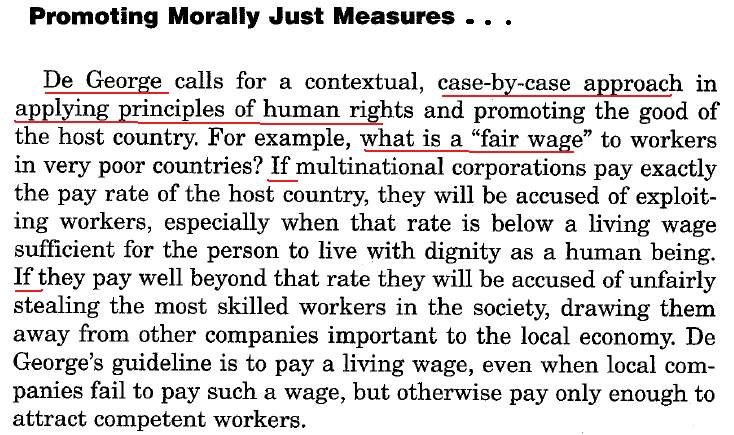 Promoting Morally Just Measures . . .
De George calls for a contextual, case-by-case approach in
applying principles of human rights and promoting the good of
the host country. For example, what is a “fair wage” to workers
in very poor countries? If multinational corporations pay exactly
the pay rate of the host country, they will be accused of exploit-
ing workers, especially when that rate is below a living wage
sufficient for the person to live with dignity as a human being.
If they pay well beyond that rate they will be accused of unfairly
stealing the most skilled workers in the society, drawing them
away from other companies important to the local economy. De
George’s guideline is to pay a living wage, even when local com-
panies fail to pay such a wage, but otherwise pay only enough to
attract competent workers.